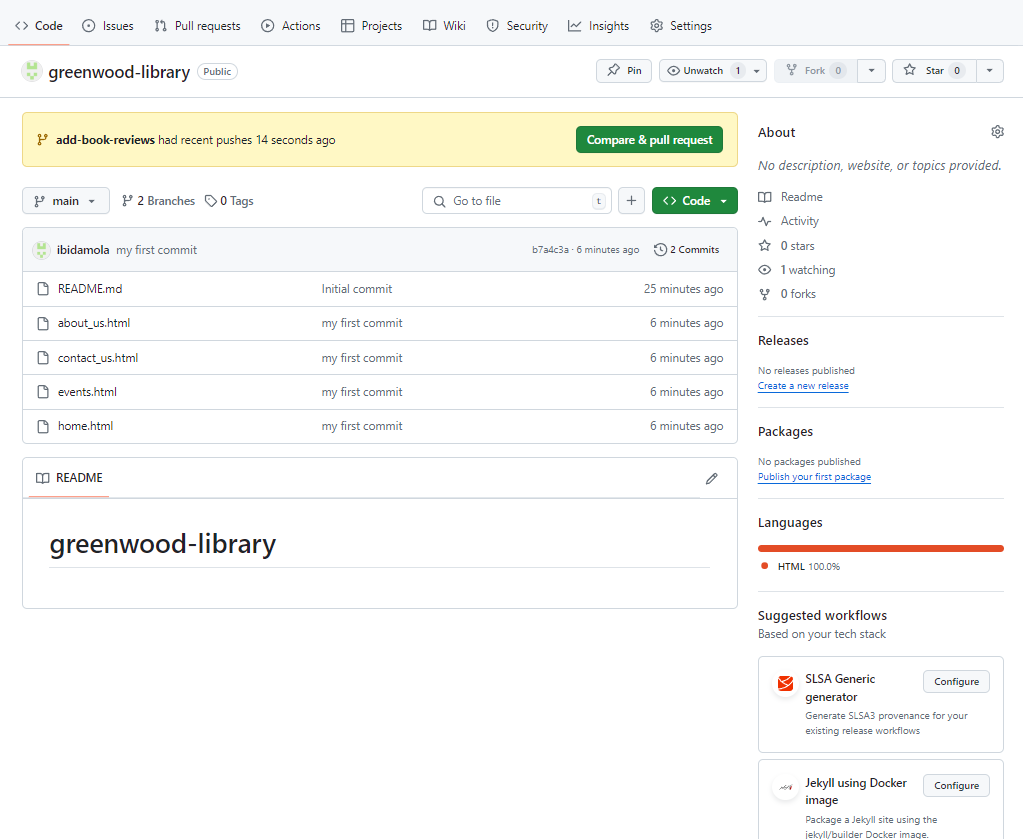 Code Issues Pull requests Actions Projects Wiki Security Insights Settings
greenwood-library Public Pin Unwatch 1 Fork 0 Star 0
add-book-reviews had recent pushes 14 seconds ago Compare & pull request
main 2 Branches 0 Tags Go to file t + Code
ibidamola my first commit b7a4c3a · 6 minutes ago 2 Commits
README.md Initial commit 25 minutes ago
about_us.html my first commit 6 minutes ago
contact_us.html my first commit 6 minutes ago
events.html my first commit 6 minutes ago
home.html my first commit 6 minutes ago
README
greenwood-library
About
No description, website, or topics provided.
Readme
Activity
0 stars
1 watching
0 forks
Releases
No releases published
Create a new release
Packages
No packages published
Publish your first package
Languages
HTML 100.0%
Suggested workflows
Based on your tech stack
SLSA Generic
generator
Configure
Generate SLSA3 provenance for your
existing release workflows
Jekyll using Docker
image
Configure
Package a Jekyll site using the
jekyll/builder Docker image.